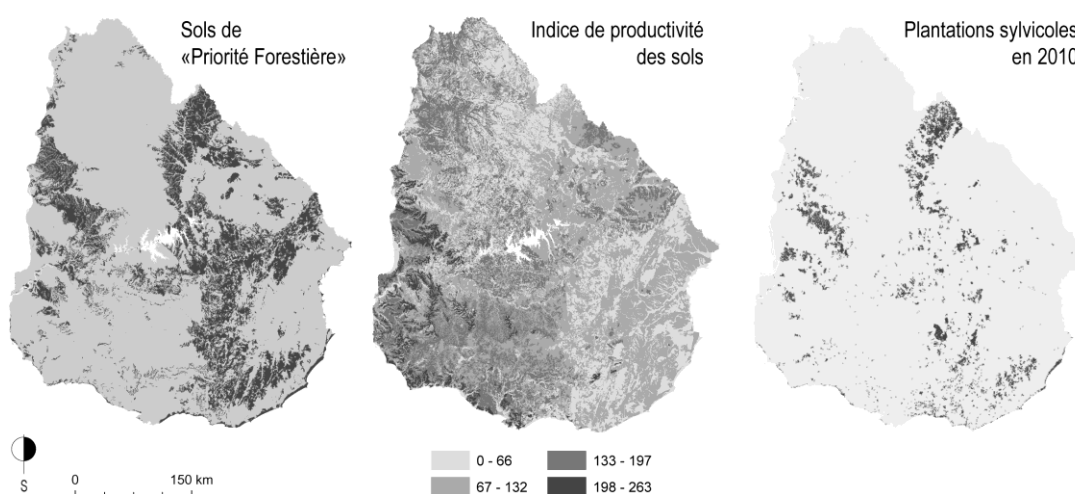 Sols de
«Priorité Forestière»
Indice de productivité
des sols
Plantations sylvicoles
en 2010
S
0 150 km
0 - 66
67 - 132
133 - 197
198 - 263